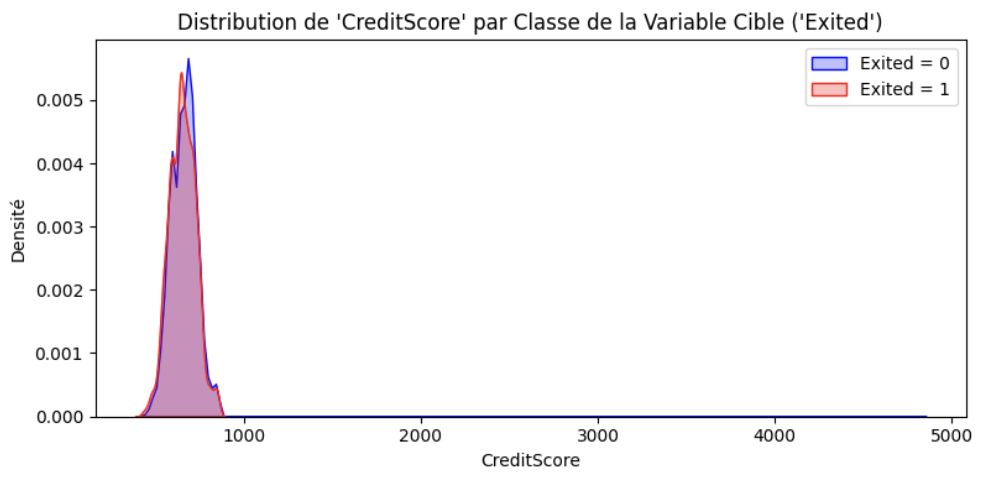 Distribution de 'CreditScore' par Classe de la Variable Cible ('Exited')
Exited = 0
Exited = 1
Densité
0.005
0.004
0.003
0.002
0.001
0.000
1000
2000
3000
4000
5000
CreditScore